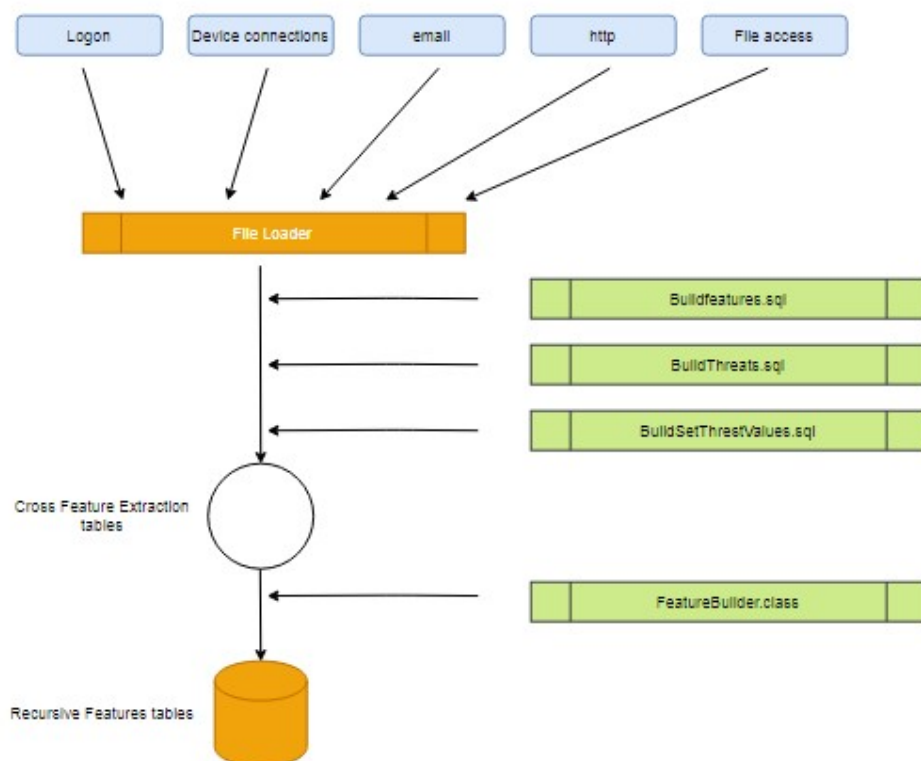 Logon
Device connections
email
http
File access
File Loader
Buildfeatures.sql
BuildThreats.sql
BuildSetThrestValues.sql
Cross Feature Extraction
tables
FeatureBuilder.class
Recursive Features tables